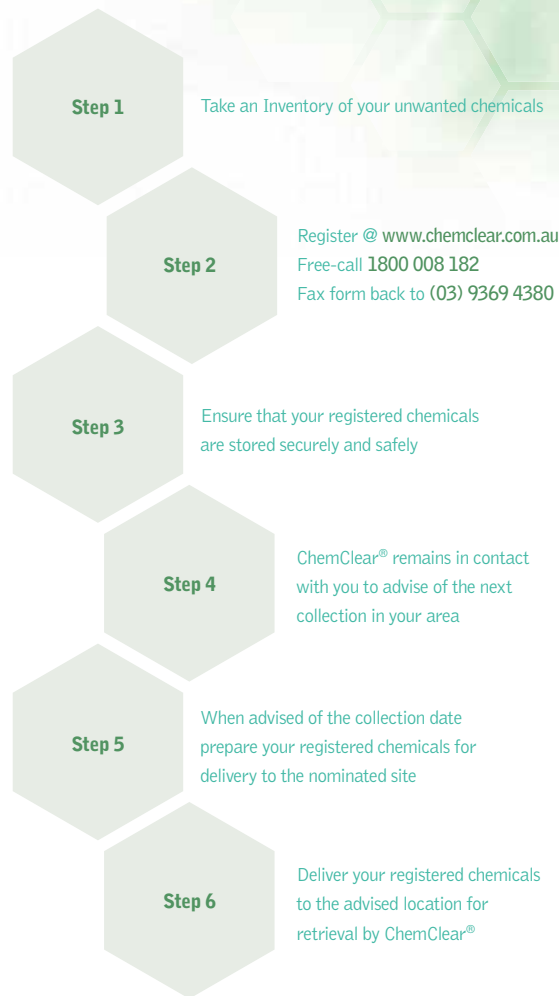 Step 1
Take an Inventory of your unwanted chemicals
Step 2
Register @ www.chemclear.com.au
Free-call 1800 008 182
Fax form back to (03) 9369 4380
Step 3
Ensure that your registered chemicals
are stored securely and safely
Step 4
ChemClear® remains in contact
with you to advise of the next
collection in your area
Step 5
When advised of the collection date
prepare your registered chemicals for
delivery to the nominated site
Step 6
Deliver your registered chemicals
to the advised location for
retrieval by ChemClear®